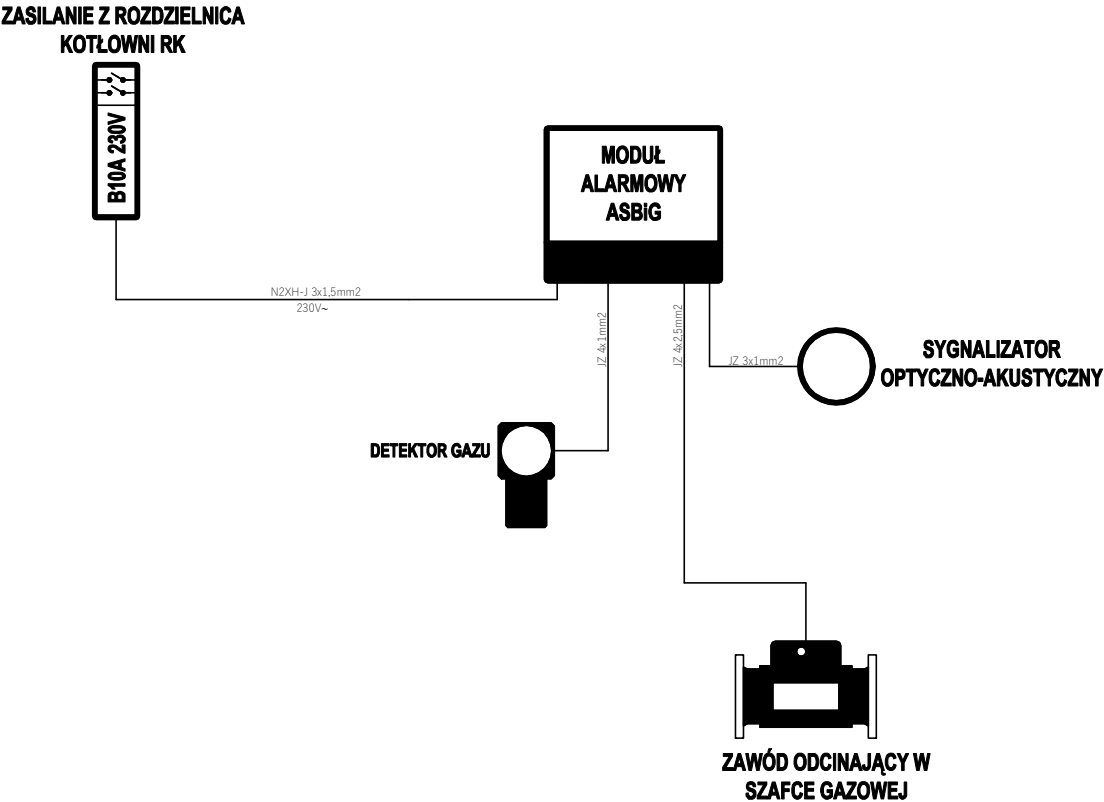 ZASILANIE Z ROZDZIELNICA
KOTŁOWNI RK
B10A 230V
MODUŁ
ALARMOWY
ASBiG
N2XH-J 3x1,5mm2
230V~
JZ 4x1mm2
JZ 4x2,5mm2
JZ 3x1mm2
SYGNALIZATOR
OPTYCZNO-AKUSTYCZNY
DETEKTOR GAZU
ZAWÓD ODCINAJĄCY W
SZAFCE GAZOWEJ